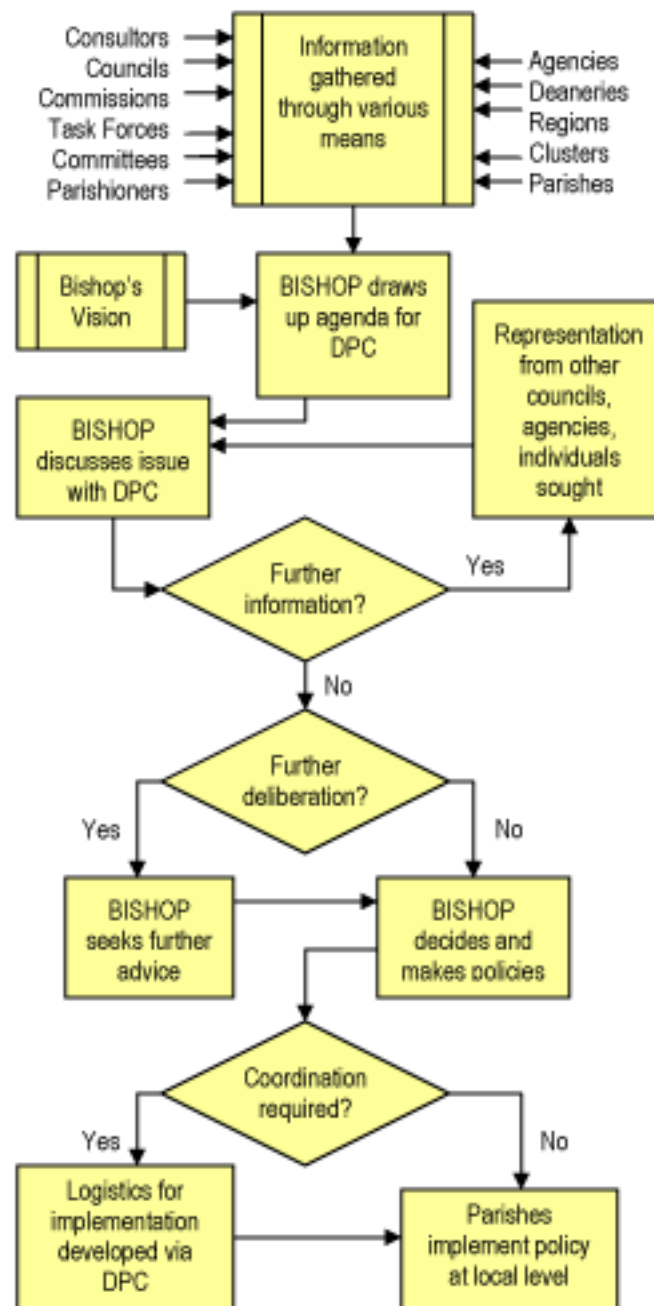 Consultors
Councils
Commissions
Task Forces
Committees
Parishioners
Information
gathered
through various
means
Agencies
Deaneries
Regions
Clusters
Parishes
Bishop's
Vision
BISHOP draws
up agenda for
DPC
Representation
from other
councils,
agencies,
individuals
sought
BISHOP
discusses issue
with DPC
Further
information?
Yes
No
Further
deliberation?
Yes
No
BISHOP
seeks further
advice
BISHOP
decides and
makes policies
Coordination
required?
Yes
No
Logistics for
implementation
developed via
DPC
Parishes
implement policy
at local level